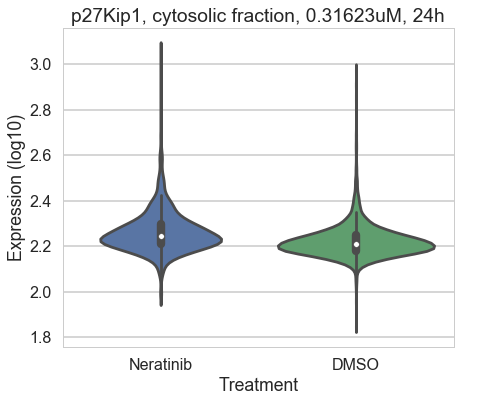 p27Kip1, cytosolic fraction, 0.31623uM, 24h
Expression (log10)
3.0
2.8
2.6
2.4
2.2
2.0
1.8
Neratinib DMSO
Treatment